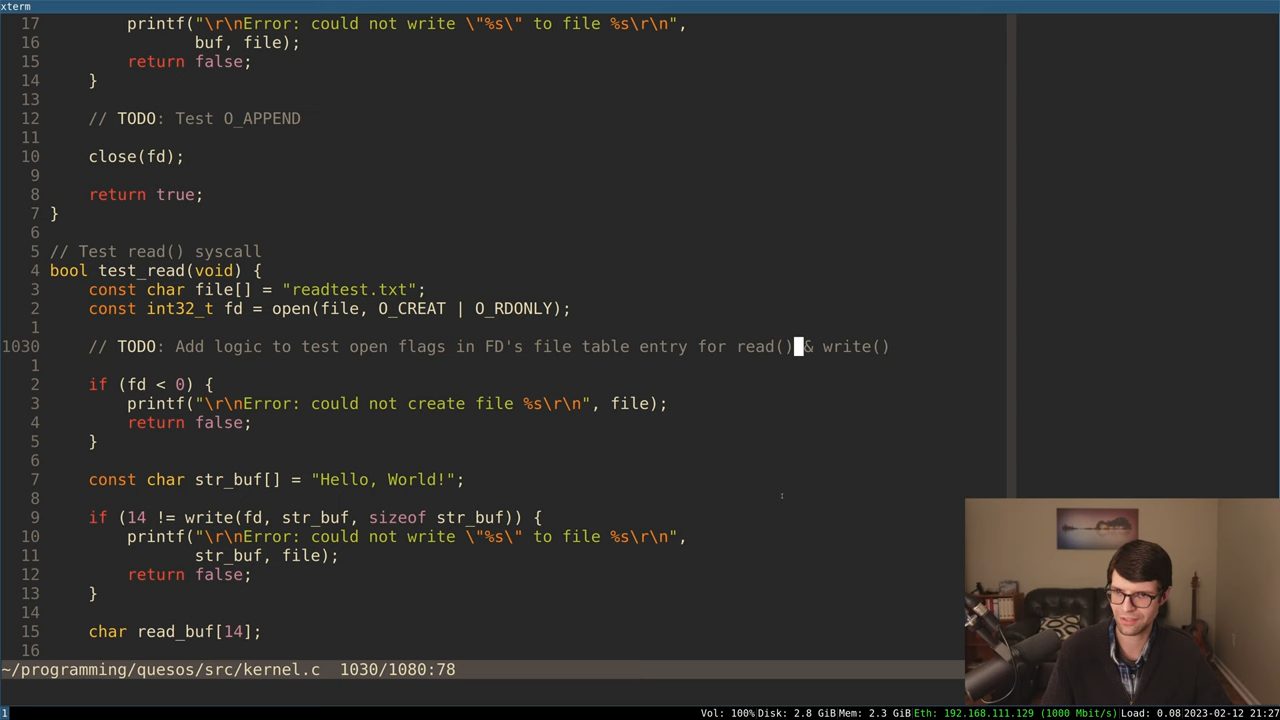 xterm
17         printf("\r\nError: could not write \"%s\" to file %s\r\n",
16                buf, file);
15         return false;
14     }
13
12     // TODO: Test O_APPEND
11
10     close(fd);
9
8     return true;
7 }
6
5 // Test read() syscall
4 bool test_read(void) {
3     const char file[] = "readtest.txt";
2     const int32_t fd = open(file, O_CREAT | O_RDONLY);
1
1030     // TODO: Add logic to test open flags in FD's file table entry for read() & write()
1
2     if (fd < 0) {
3         printf("\r\nError: could not create file %s\r\n", file);
4         return false;
5     }
6
7     const char str_buf[] = "Hello, World!";
8
9     if (14 != write(fd, str_buf, sizeof str_buf)) {
10         printf("\r\nError: could not write \"%s\" to file %s\r\n",
11                str_buf, file);
12         return false;
13     }
14
15     char read_buf[14];
16
~/programming/quesos/src/kernel.c  1030/1080:78
1 Vol: 100% Disk: 2.8 GiB Mem: 2.3 GiB Eth: 192.168.111.129 (1000 Mbit/s) Load: 0.08 2023-02-12 21:27